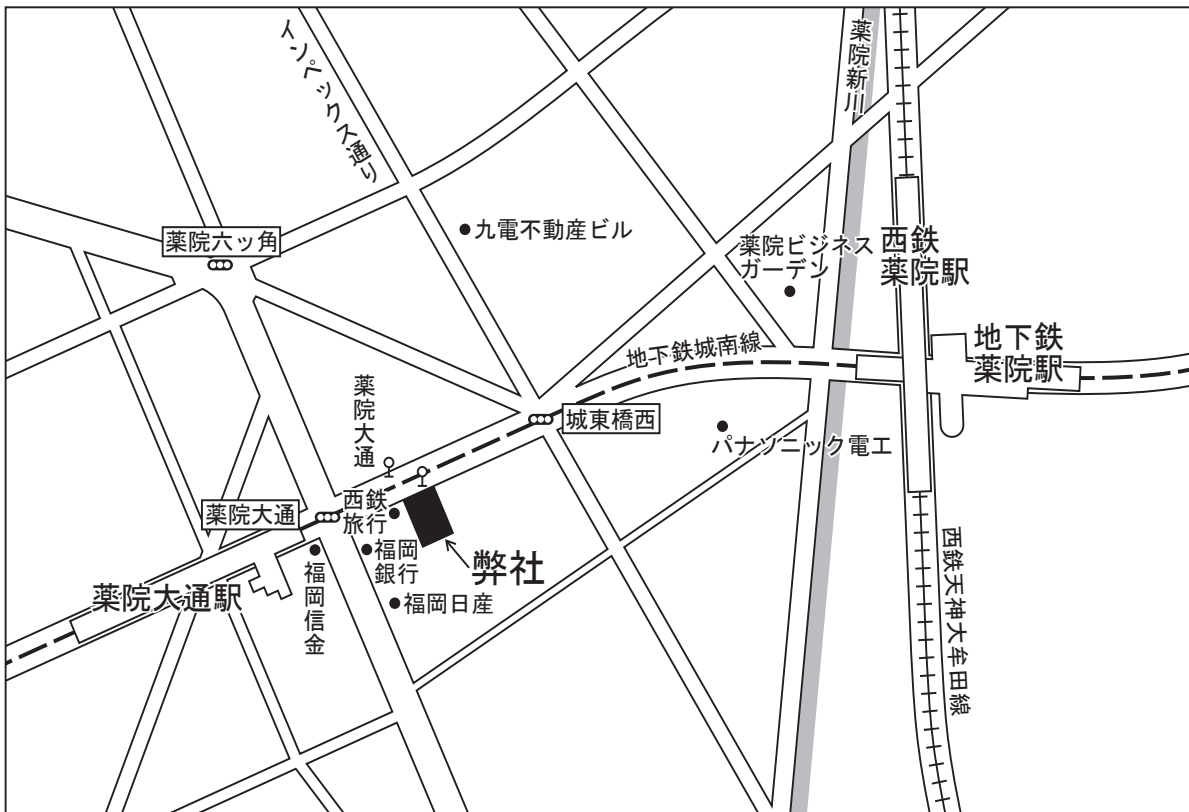 インペックス通り
薬院新川
薬院六ッ角
九電不動産ビル
薬院ビジネス
ガーデン
西鉄
薬院駅
地下鉄城南線
地下鉄
薬院駅
薬院大通
城東橋西
パナソニック電工
薬院大通
西鉄
旅行
福岡
銀行
弊社
薬院大通駅
福岡信金
福岡日産
西鉄天神大牟田線